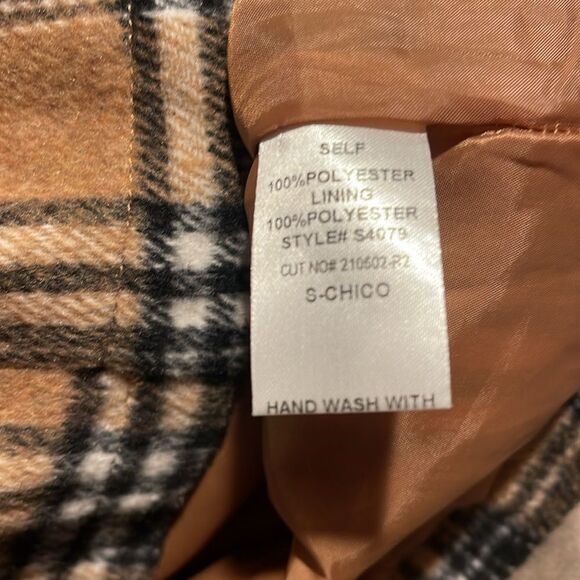 SELF
100%POLYESTER
LINING
100%POLYESTER
STYLE# S4079
CUT NO# 210502-R2
S-CHICO
HAND WASH WITH